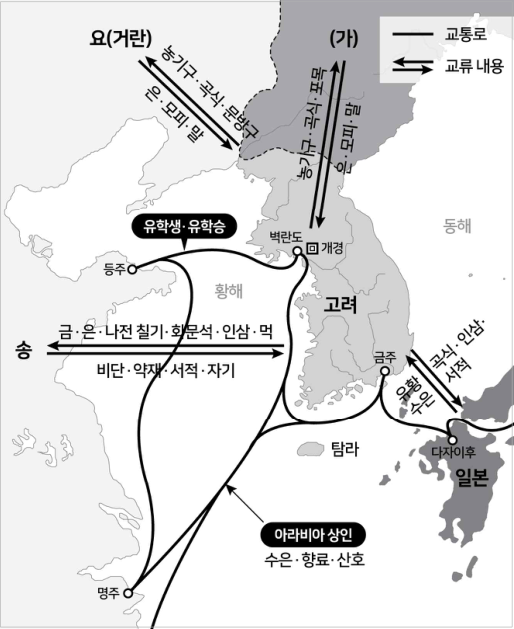 요(거란)
(가)
교통로
교류 내용
농기구·곡식·문방구
은·모피·말
농기구·곡식·포목
은·모피·말
유학생·유학승
벽란도
개경
동해
등주
황해
고려
금·은·나전 칠기·화문석·인삼·먹
송
비단·약재·서적·자기
금주
곡식·인삼·
서적
유황
수은
탐라
다자이후
일본
아라비아 상인
수은·향료·산호
명주